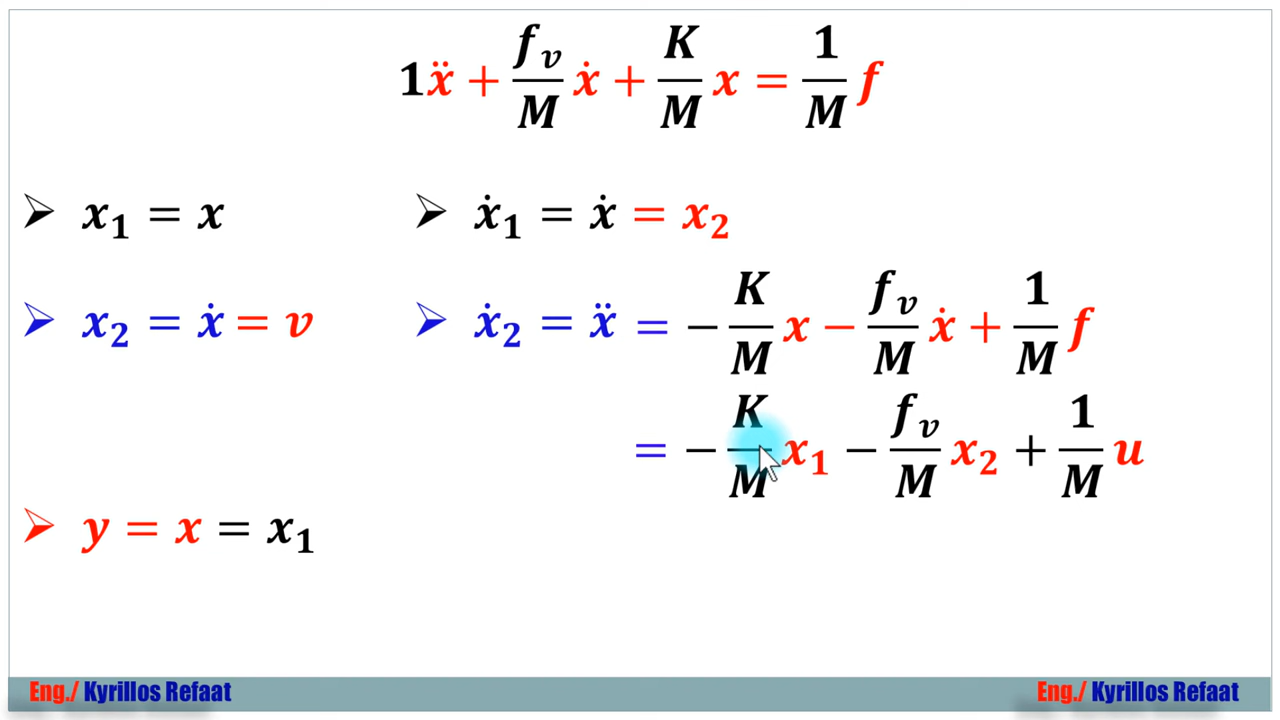 1ẍ + f_v/M ẋ + K/M x = 1/M f
➢ x₁ = x
➢ ẋ₁ = ẋ = x₂
➢ x₂ = ẋ = v
➢ ẋ₂ = ẍ = − K/M x − f_v/M ẋ + 1/M f
= − K/M x₁ − f_v/M x₂ + 1/M u
➢ y = x = x₁
Eng./ Kyrillos Refaat
Eng./ Kyrillos Refaat